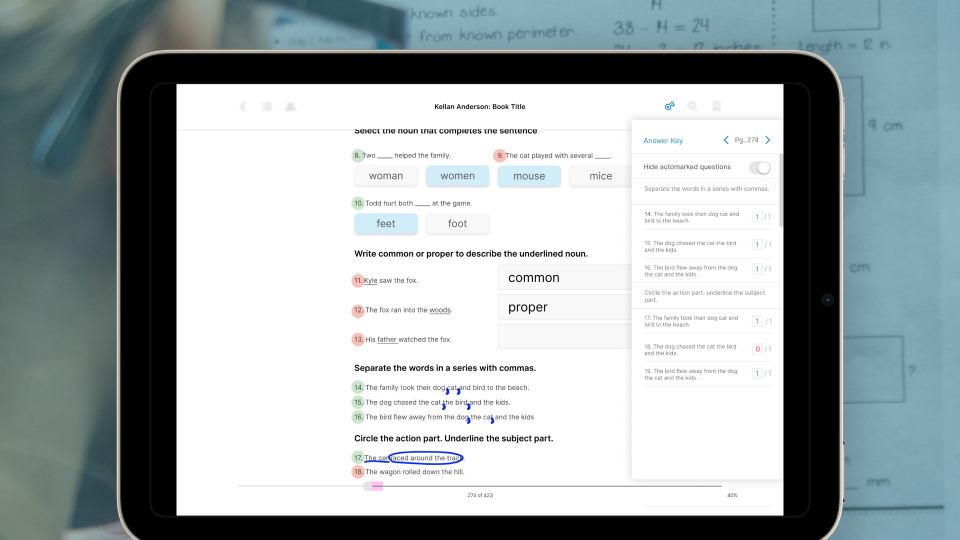 known sides.
from known perimeter.
38 - 14 = 24
Length = 12 in.
9 cm
cm
?
mm
Kellan Anderson: Book Title
Select the noun that completes the sentence
8. Two ____ helped the family.
woman
women
9. The cat played with several ____.
mouse
mice
10. Todd hurt both ____ at the game.
feet
foot
Write common or proper to describe the underlined noun.
11. Kyle saw the fox.
common
12. The fox ran into the woods.
proper
13. His father watched the fox.
Separate the words in a series with commas.
14. The family took their dog, cat, and bird to the beach.
15. The dog chased the cat, the bird, and the kids.
16. The bird flew away from the dog, the cat, and the kids
Circle the action part. Underline the subject part.
17. The car raced around the track.
18. The wagon rolled down the hill.
274 of 423
40%
Answer Key
Pg. 274
Hide automarked questions
Separate the words in a series with commas.
14. The family took their dog cat and
bird to the beach.
1 / 1
15. The dog chased the cat the bird
and the kids.
1 / 1
16. The bird flew away from the dog
the cat and the kids .
1 / 1
Circle the action part. underline the subject
part.
17. The family took their dog cat and
bird to the beach.
1 / 1
18. The dog chased the cat the bird
and the kids.
0 / 1
19. The bird flew away from the dog
the cat and the kids .
1 / 1